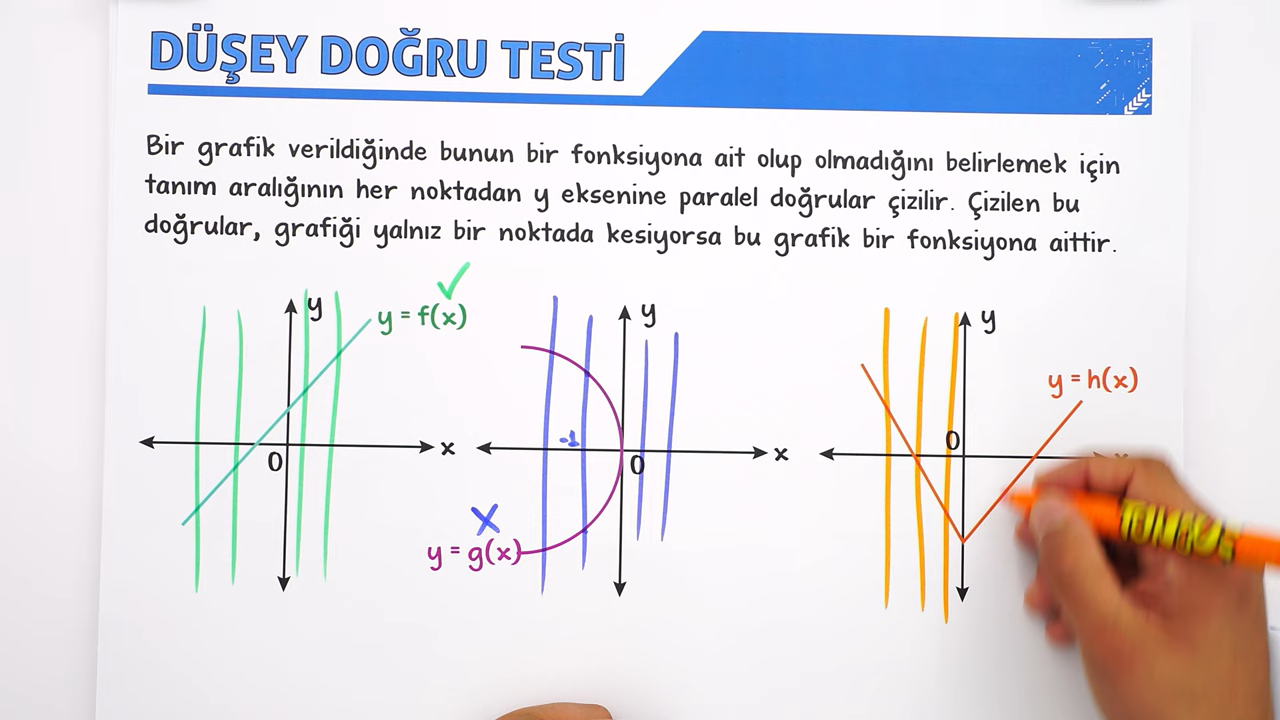 DÜŞEY DOĞRU TESTİ
Bir grafik verildiğinde bunun bir fonksiyona ait olup olmadığını belirlemek için
tanım aralığının her noktadan y eksenine paralel doğrular çizilir. Çizilen bu
doğrular, grafiği yalnız bir noktada kesiyorsa bu grafik bir fonksiyona aittir.
y
y = f(x)
x
0
y
-1
x
0
y = g(x)
y
y = h(x)
0